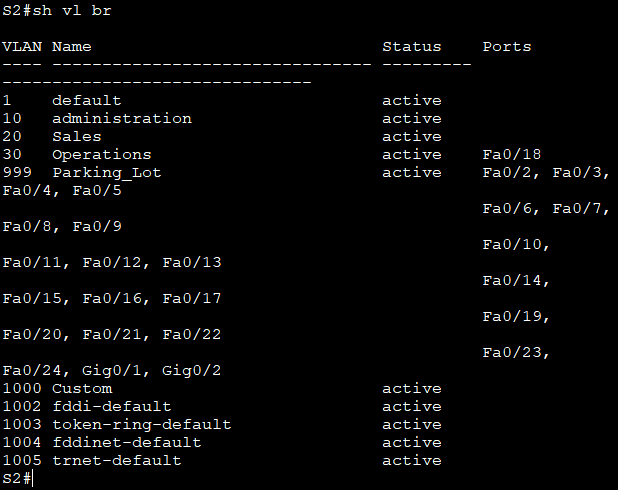 S2#sh vl br
VLAN Name                             Status    Ports
---- -------------------------------- ---------
-------------------------------
1    default                          active
10   administration                   active
20   Sales                            active
30   Operations                       active    Fa0/18
999  Parking_Lot                      active    Fa0/2, Fa0/3,
Fa0/4, Fa0/5
                                                Fa0/6, Fa0/7,
Fa0/8, Fa0/9
                                                Fa0/10,
Fa0/11, Fa0/12, Fa0/13
                                                Fa0/14,
Fa0/15, Fa0/16, Fa0/17
                                                Fa0/19,
Fa0/20, Fa0/21, Fa0/22
                                                Fa0/23,
Fa0/24, Gig0/1, Gig0/2
1000 Custom                           active
1002 fddi-default                     active
1003 token-ring-default               active
1004 fddinet-default                  active
1005 trnet-default                    active
S2#